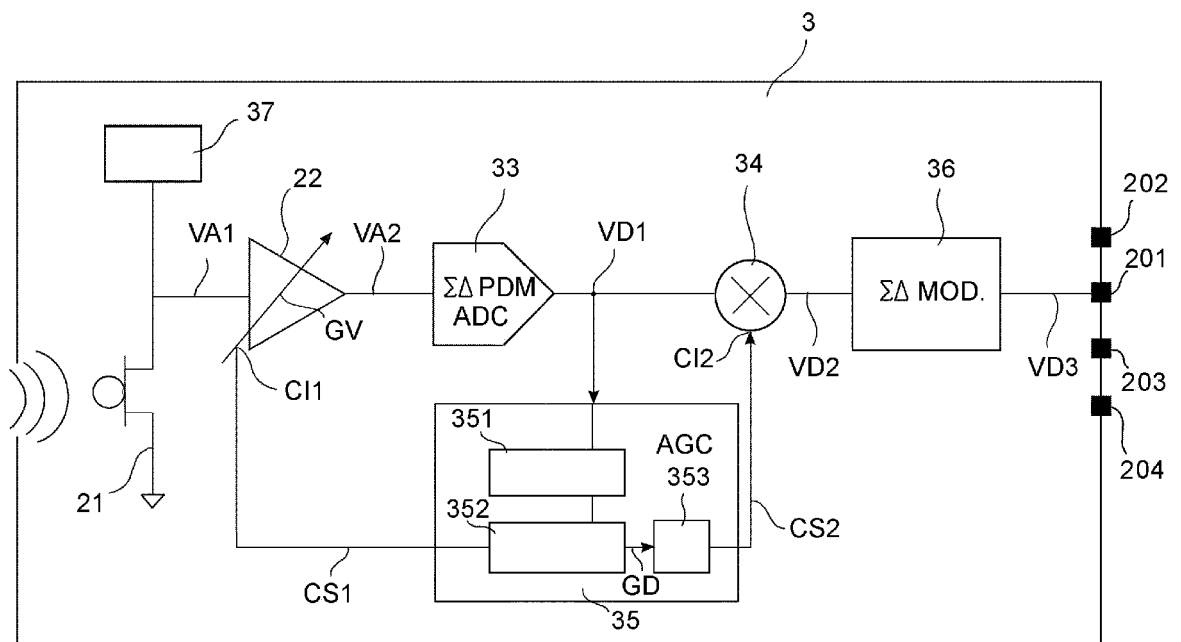 3
37
22
33
34
36
202
VA1
VA2
VD1
201
ΣΔ PDM
ADC
ΣΔ MOD.
GV
CI1
CI2
VD2
VD3
203
204
21
351
AGC
353
352
CS2
GD
CS1
35